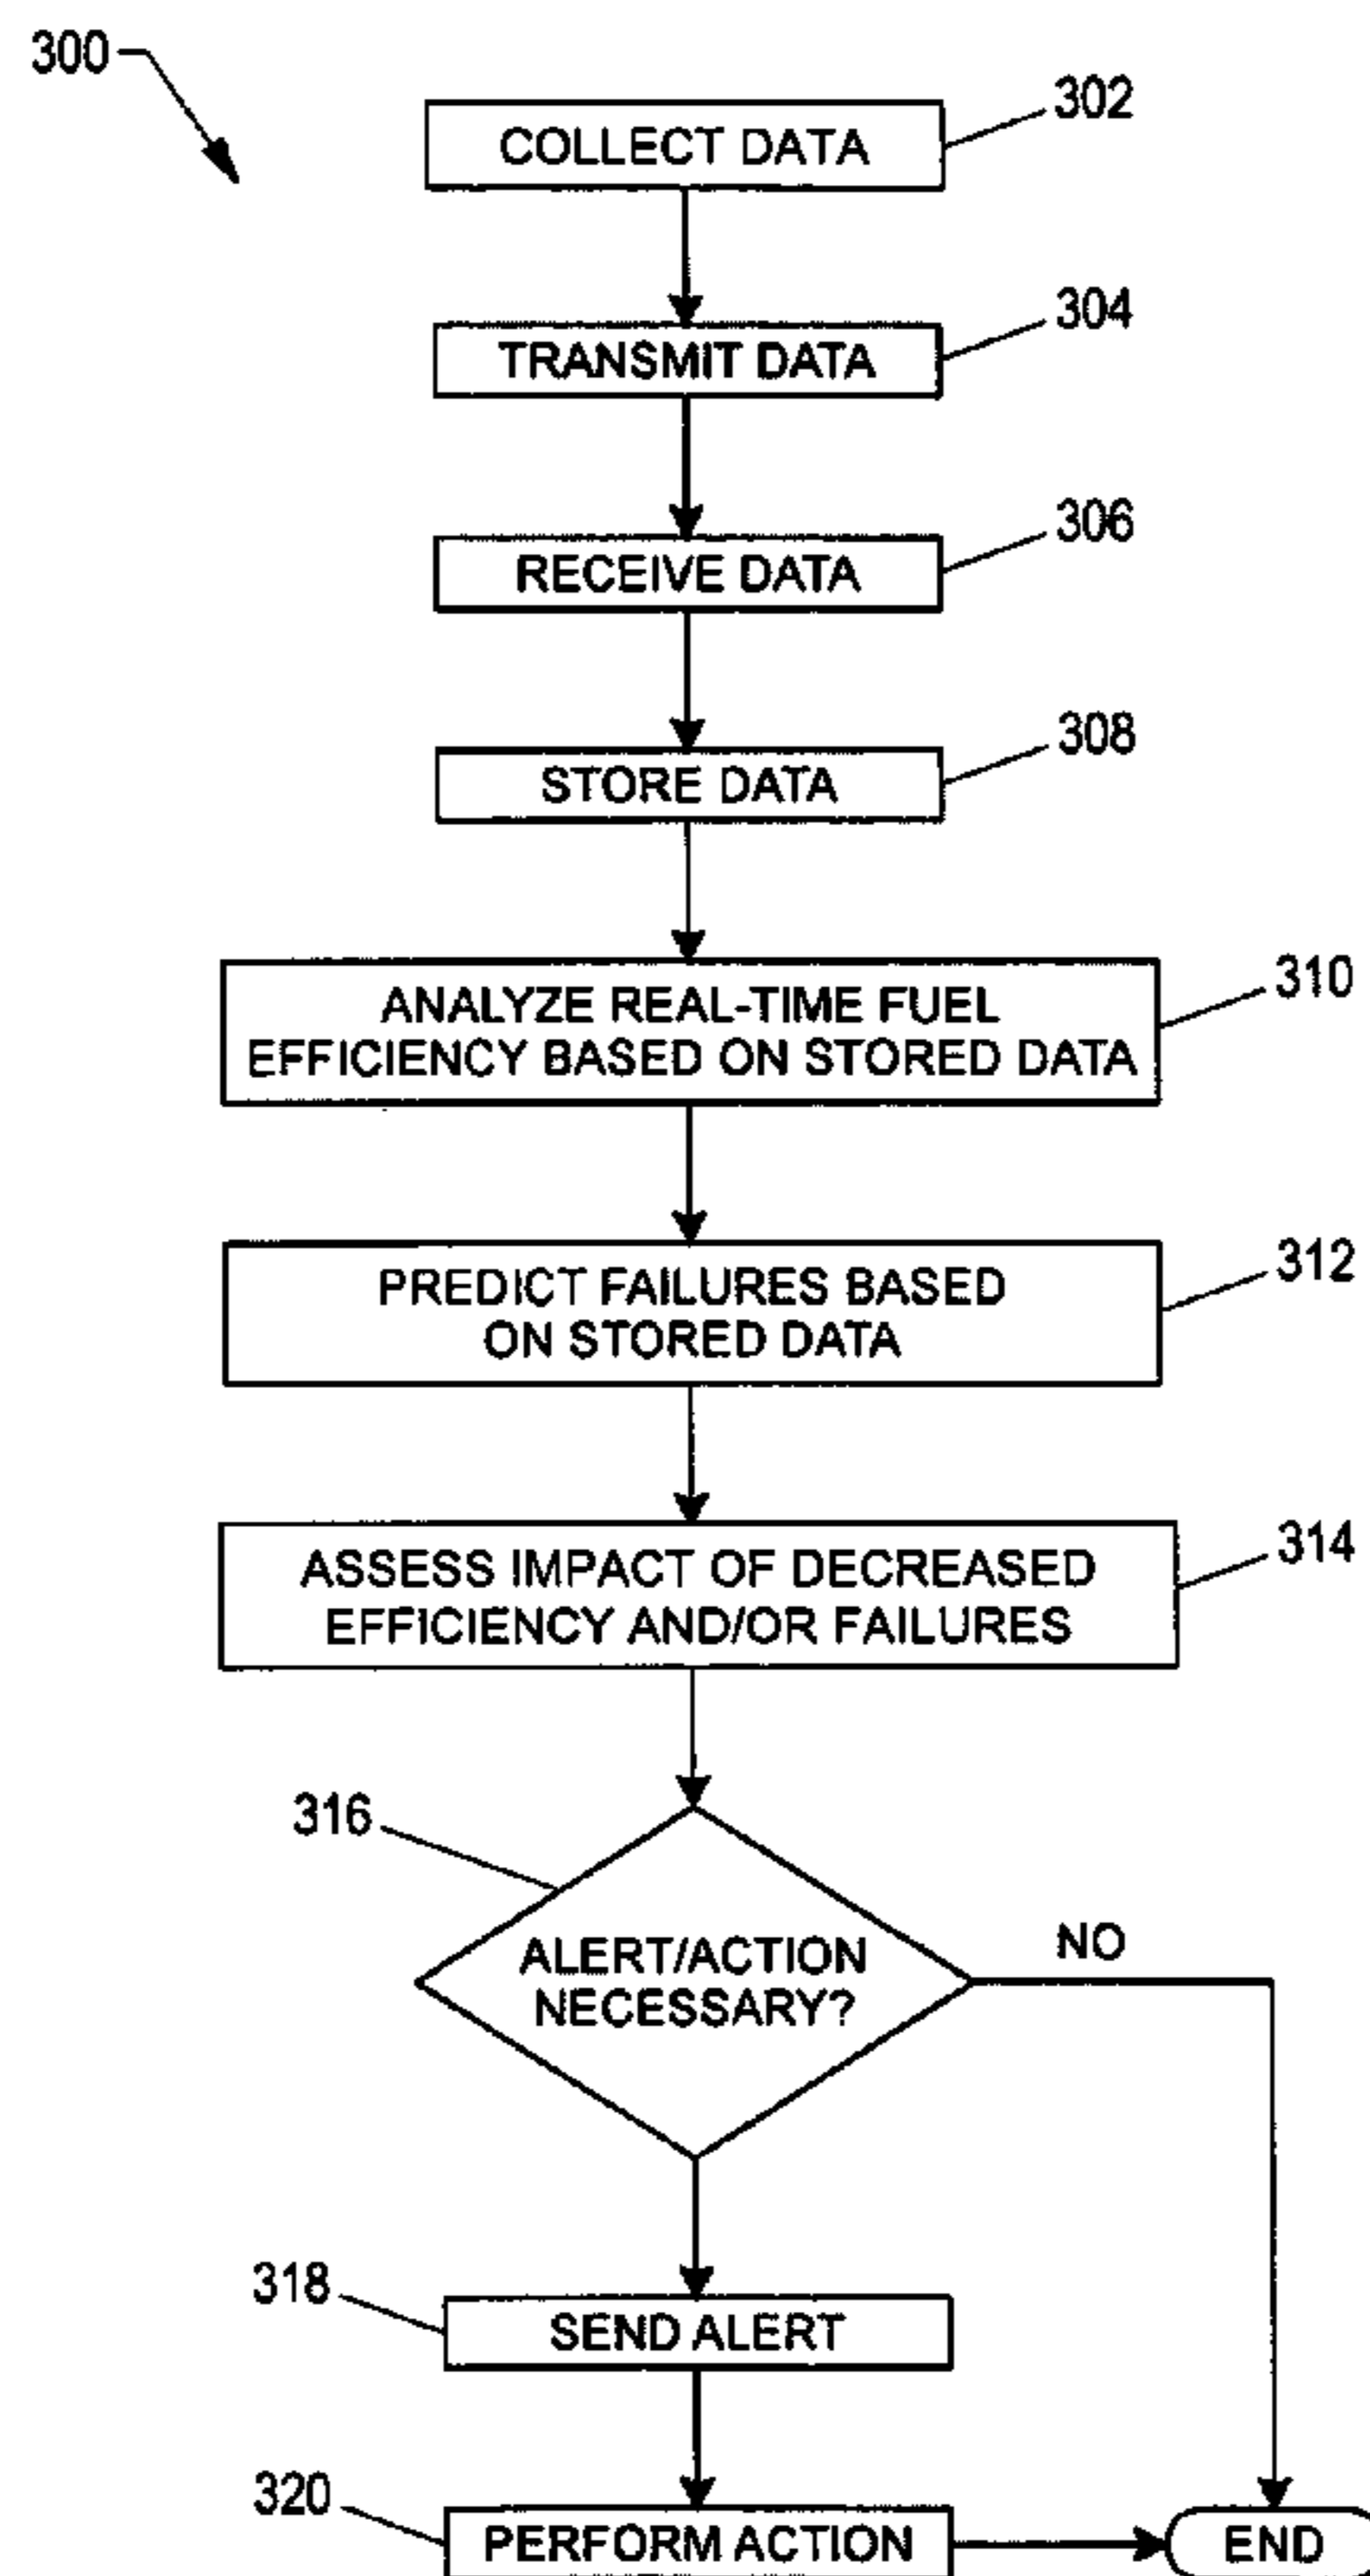 300
302
COLLECT DATA
304
TRANSMIT DATA
306
RECEIVE DATA
308
STORE DATA
310
ANALYZE REAL-TIME FUEL
EFFICIENCY BASED ON STORED DATA
312
PREDICT FAILURES BASED
ON STORED DATA
314
ASSESS IMPACT OF DECREASED
EFFICIENCY AND/OR FAILURES
316
ALERT/ACTION
NECESSARY?
NO
318
SEND ALERT
320
PERFORM ACTION
END